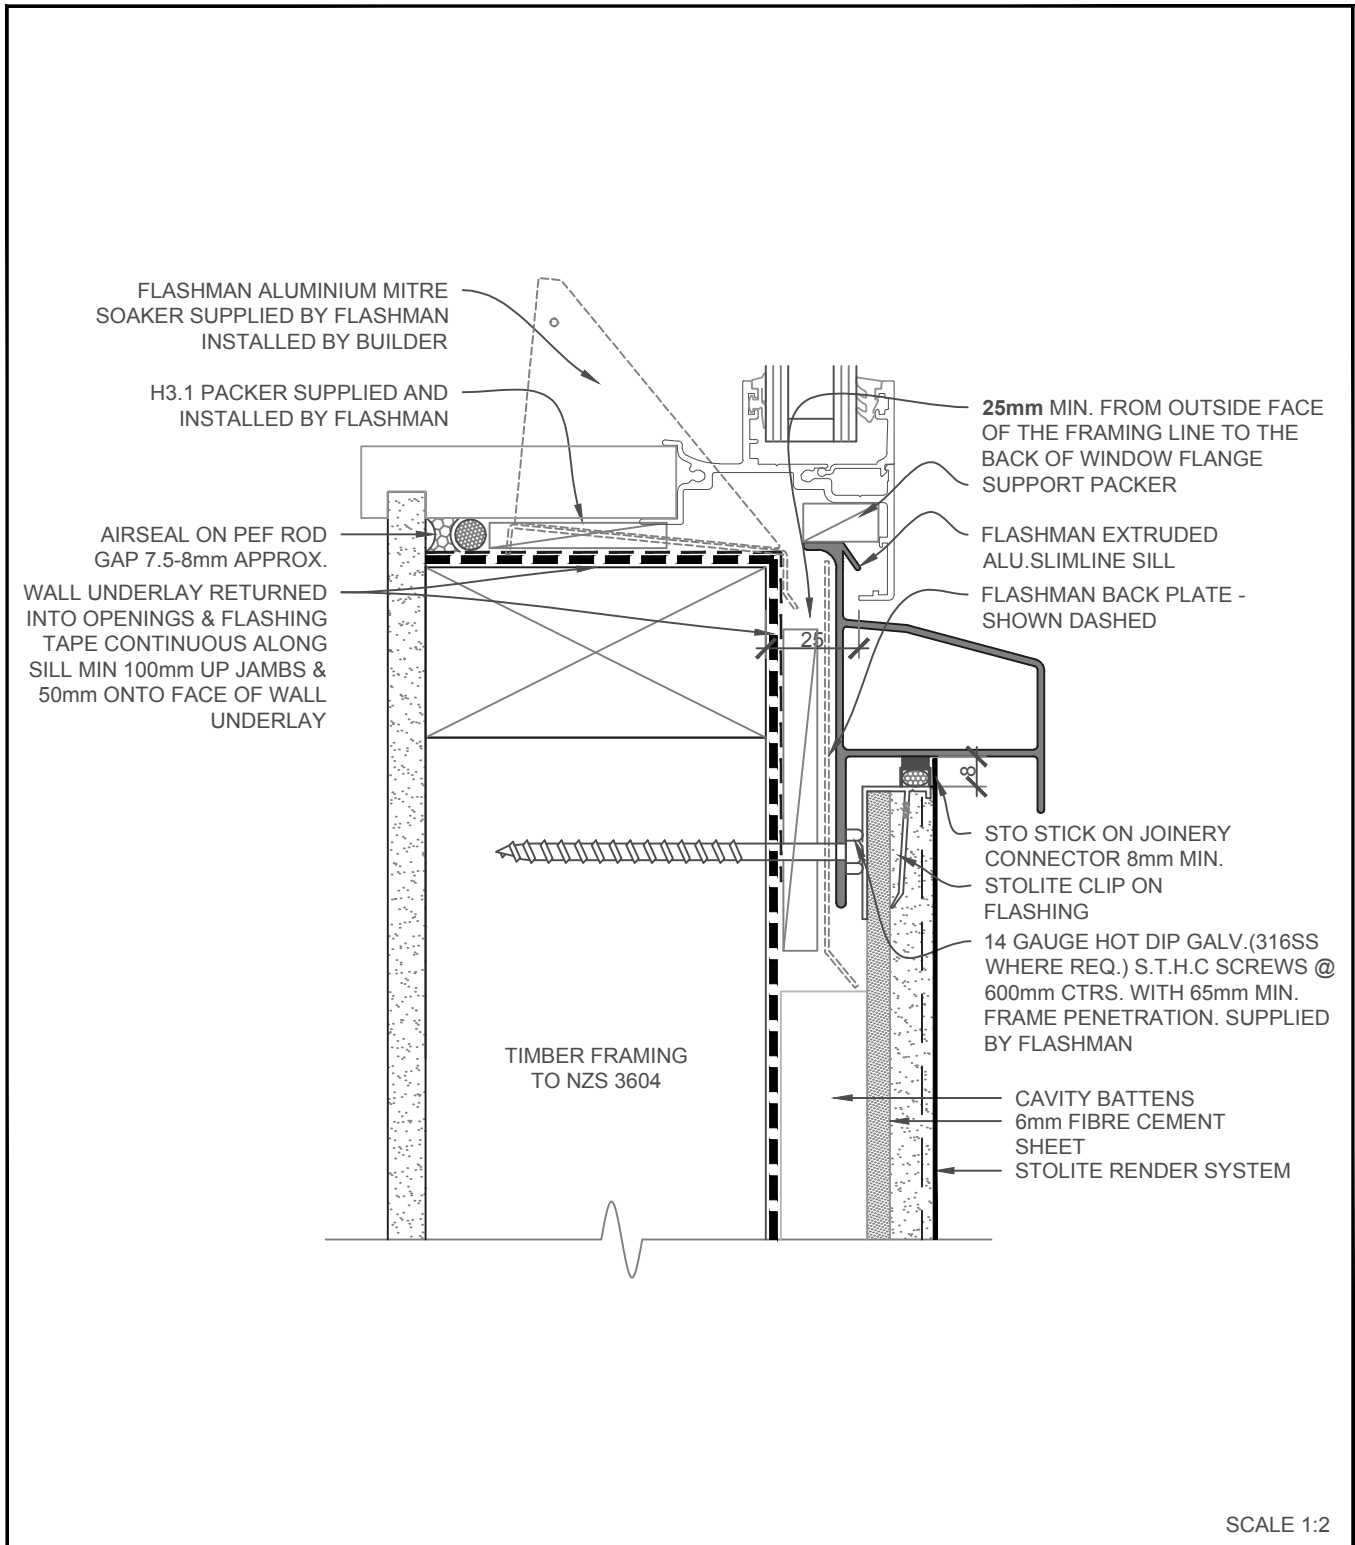 FLASHMAN ALUMINIUM MITRE
SOAKER SUPPLIED BY FLASHMAN
INSTALLED BY BUILDER
H3.1 PACKER SUPPLIED AND
INSTALLED BY FLASHMAN
AIRSEAL ON PEF ROD
GAP 7.5-8mm APPROX.
WALL UNDERLAY RETURNED
INTO OPENINGS & FLASHING
TAPE CONTINUOUS ALONG
SILL MIN 100mm UP JAMBS &
50mm ONTO FACE OF WALL
UNDERLAY
25mm MIN. FROM OUTSIDE FACE
OF THE FRAMING LINE TO THE
BACK OF WINDOW FLANGE
SUPPORT PACKER
FLASHMAN EXTRUDED
ALU.SLIMLINE SILL
FLASHMAN BACK PLATE -
SHOWN DASHED
25
8
STO STICK ON JOINERY
CONNECTOR 8mm MIN.
STOLITE CLIP ON
FLASHING
14 GAUGE HOT DIP GALV.(316SS
WHERE REQ.) S.T.H.C SCREWS @
600mm CTRS. WITH 65mm MIN.
FRAME PENETRATION. SUPPLIED
BY FLASHMAN
TIMBER FRAMING
TO NZS 3604
CAVITY BATTENS
6mm FIBRE CEMENT
SHEET
STOLITE RENDER SYSTEM
SCALE 1:2